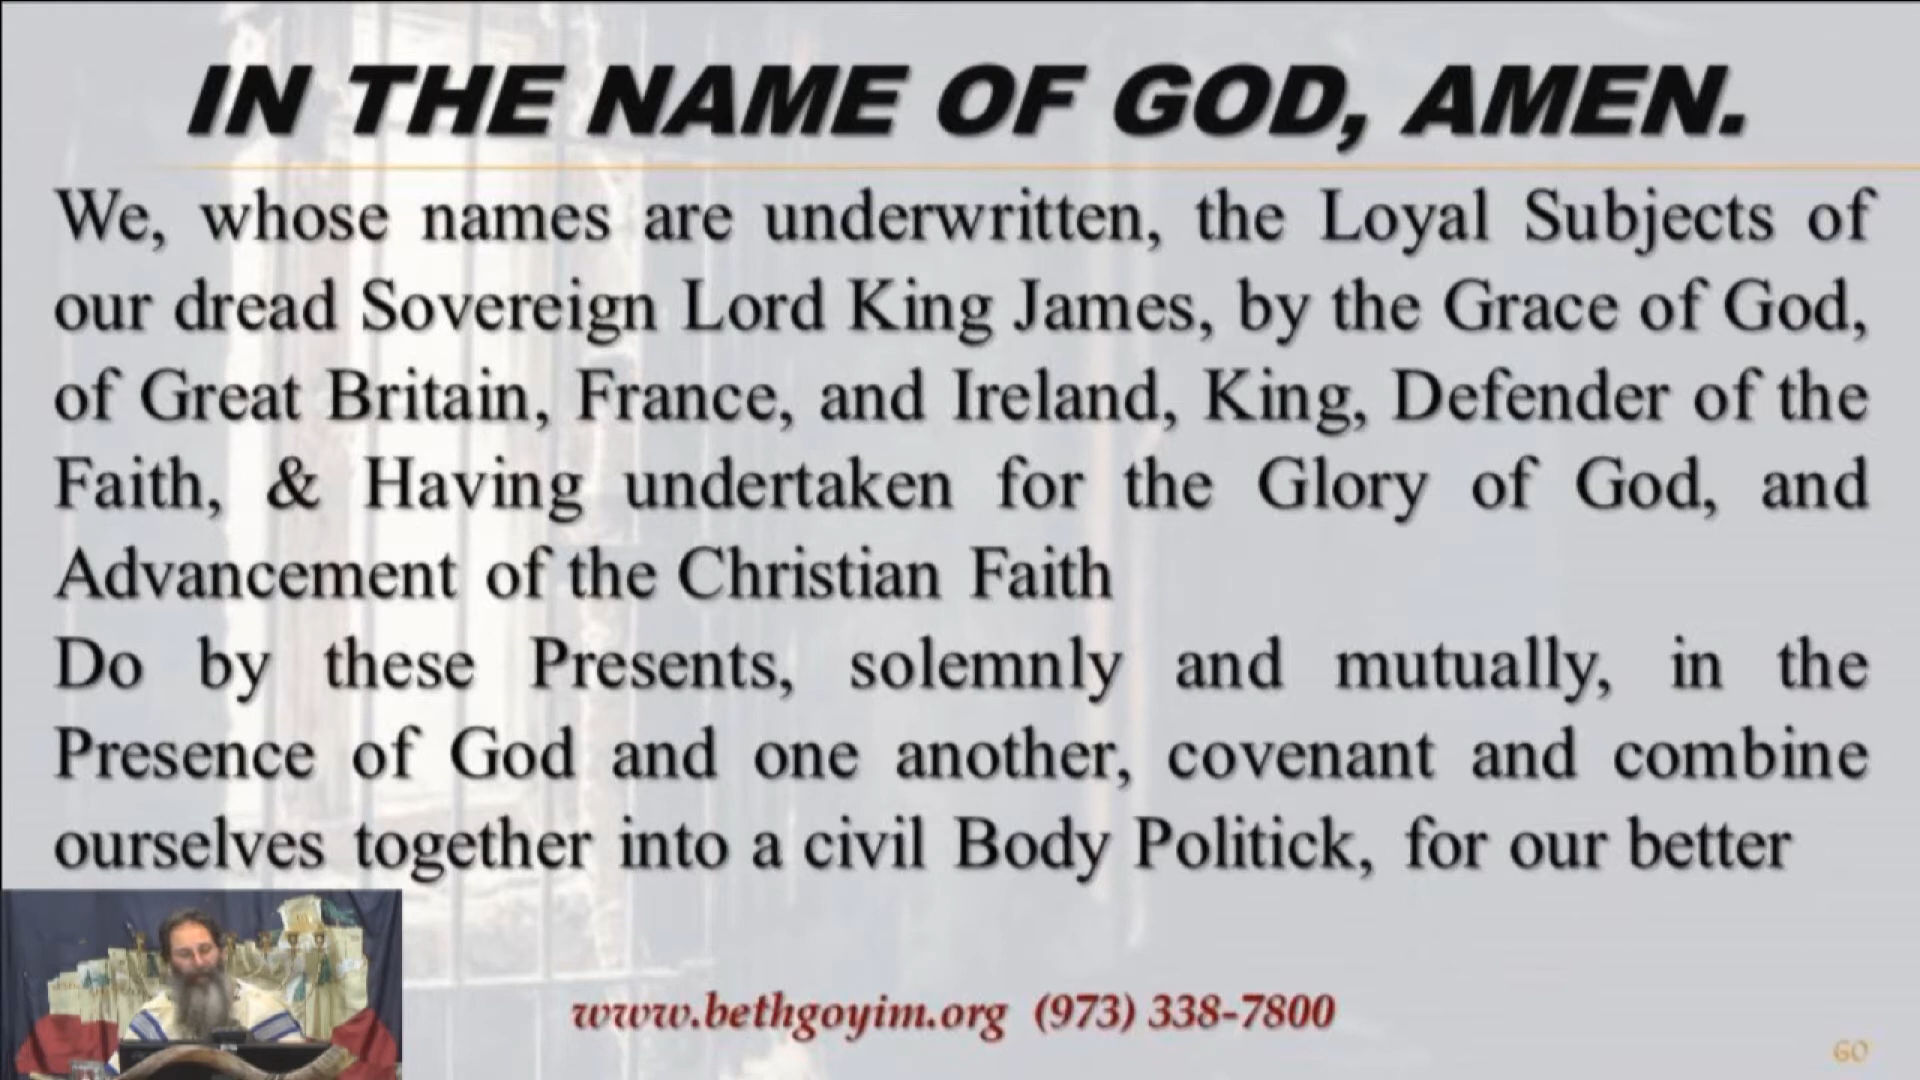 IN THE NAME OF GOD, AMEN.
We, whose names are underwritten, the Loyal Subjects of
our dread Sovereign Lord King James, by the Grace of God,
of Great Britain, France, and Ireland, King, Defender of the
Faith, & Having undertaken for the Glory of God, and
Advancement of the Christian Faith
Do by these Presents, solemnly and mutually, in the
Presence of God and one another, covenant and combine
ourselves together into a civil Body Politick, for our better
www.bethgoyim.org (973) 338-7800
GO